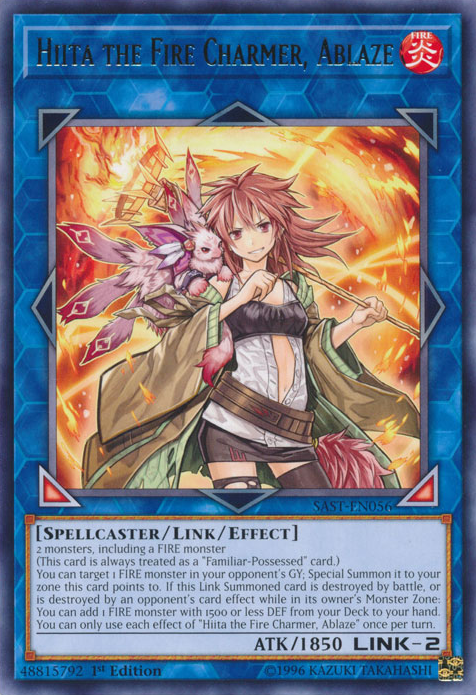 Hiita the Fire Charmer, Ablaze
FIRE
炎
SAST-EN056
[Spellcaster/Link/Effect]
2 monsters, including a FIRE monster
(This card is always treated as a "Familiar-Possessed" card.)
You can target 1 FIRE monster in your opponent's GY; Special Summon it to your
zone this card points to. If this Link Summoned card is destroyed by battle, or
is destroyed by an opponent's card effect while in its owner's Monster Zone:
You can add 1 FIRE monster with 1500 or less DEF from your Deck to your hand.
You can only use each effect of "Hiita the Fire Charmer, Ablaze" once per turn.
ATK/1850 LINK-2
48815792 1st Edition ©1996 KAZUKI TAKAHASHI